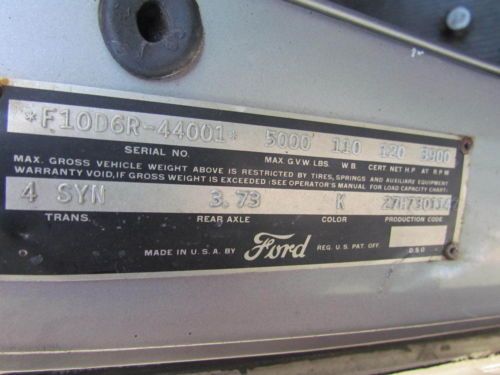 *F10D6R-44001* 5000 110 120 3900
SERIAL NO. MAX. G.V.W. LBS. W.B. CERT. NET H.P. AT R.P.M
MAX. GROSS VEHICLE WEIGHT ABOVE IS RESTRICTED BY TIRES, SPRINGS AND AUXILIARY EQUIPMENT
WARRANTY VOID, IF GROSS WEIGHT IS EXCEEDED (SEE OPERATOR'S MANUAL FOR LOAD CAPACITY CHART)
4 SYN 3.73 K
TRANS. REAR AXLE COLOR PRODUCTION CODE
MADE IN U.S.A. BY Ford REG. U.S. PAT. OFF. D.S.O